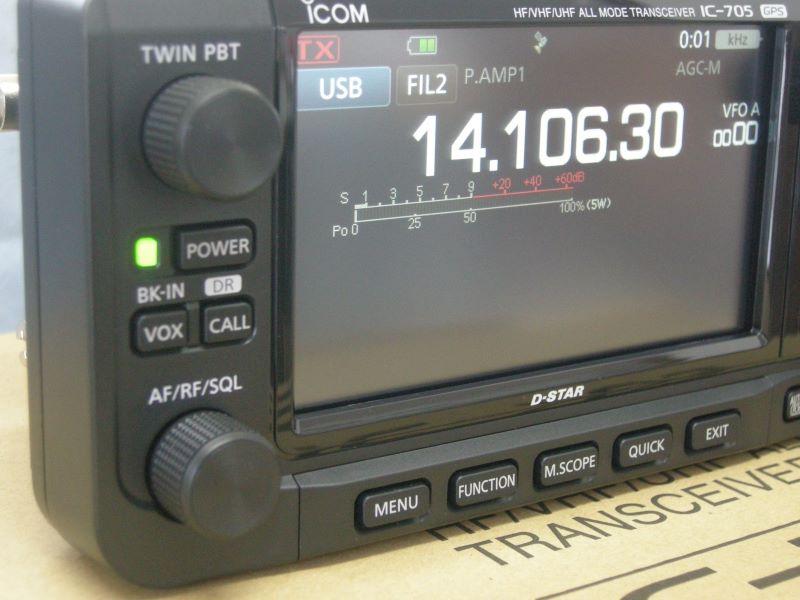 ICOM
HF/VHF/UHF ALL MODE TRANSCEIVER IC-705 GPS
TWIN PBT
TX
0:01 kHz
USB FIL2 P.AMP1 AGC-M
VFO A
14.106.30 00
S 1 3 5 7 9 +20 +40 +60dB
Po 0 25 50 100% (5W)
POWER
BK-IN DR
VOX CALL
AF/RF/SQL
D-STAR
MENU FUNCTION M.SCOPE QUICK EXIT
TRANSCEIVER